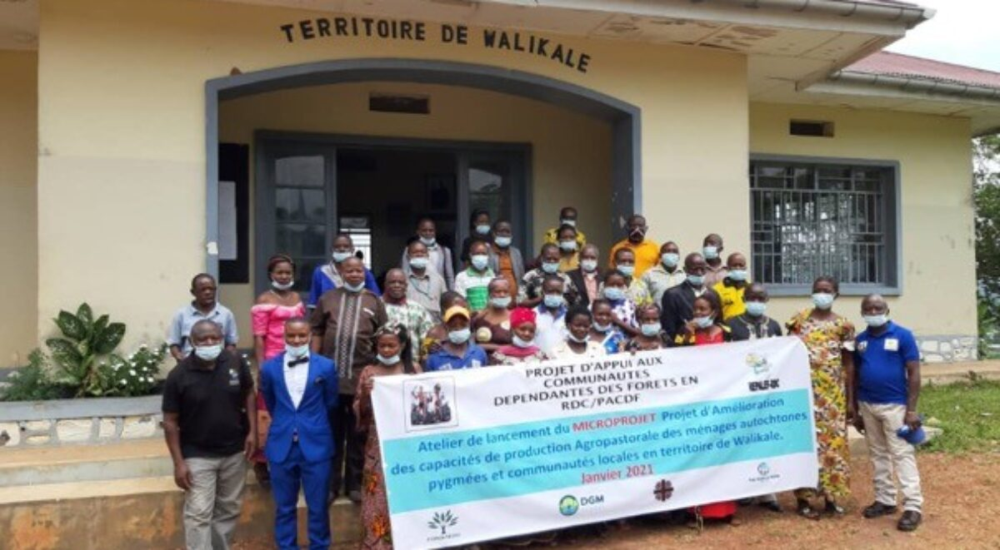 TERRITOIRE DE WALIKALE
PROJET D'APPUI AUX
COMMUNAUTES
DEPENDANTES DES FORETS EN
RDC/PACDF
Atelier de lancement du MICROPROJET Projet d'Amélioration
des capacités de production Agropastorale des ménages autochtones
pygmées et communautés locales en territoire de Walikale.
Janvier 2021
DGM